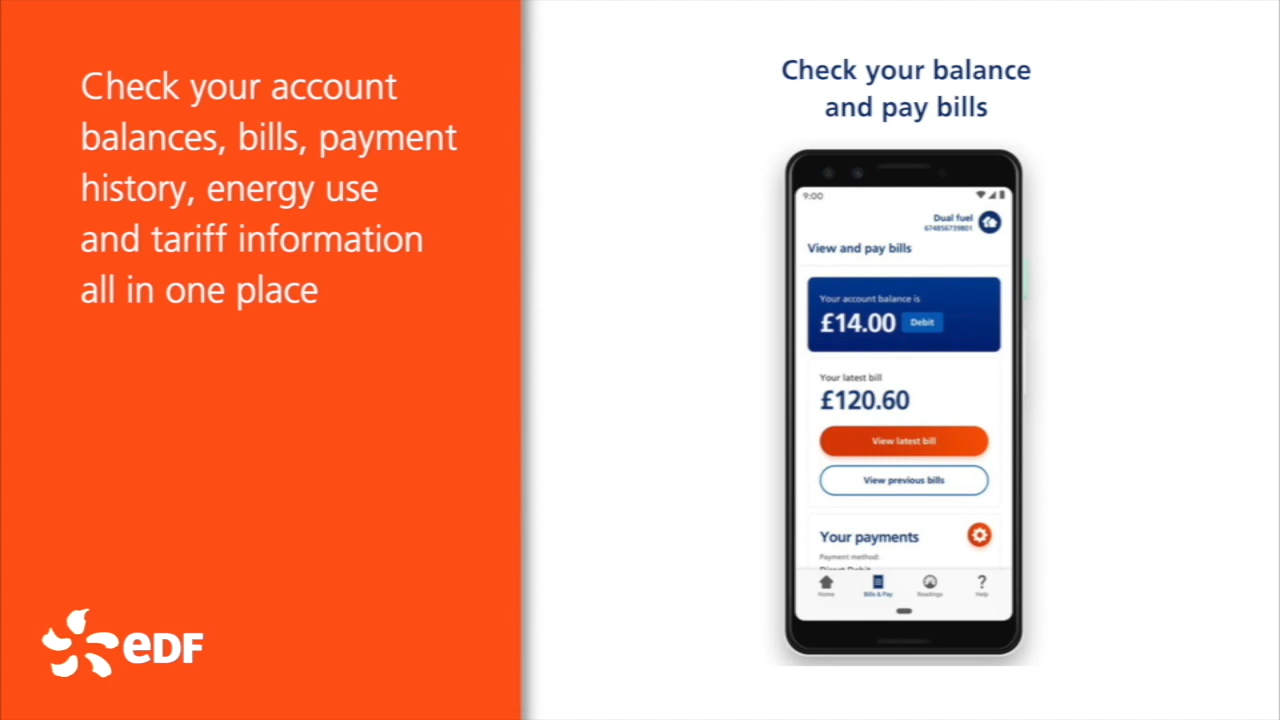 Check your account
balances, bills, payment
history, energy use
and tariff information
all in one place
eDF
Check your balance
and pay bills
9:00
Dual fuel
674856739801
View and pay bills
Your account balance is
£14.00 Debit
Your latest bill
£120.60
View latest bill
View previous bills
Your payments
Payment method:
Direct Debit
Home Bills & Pay Readings Help